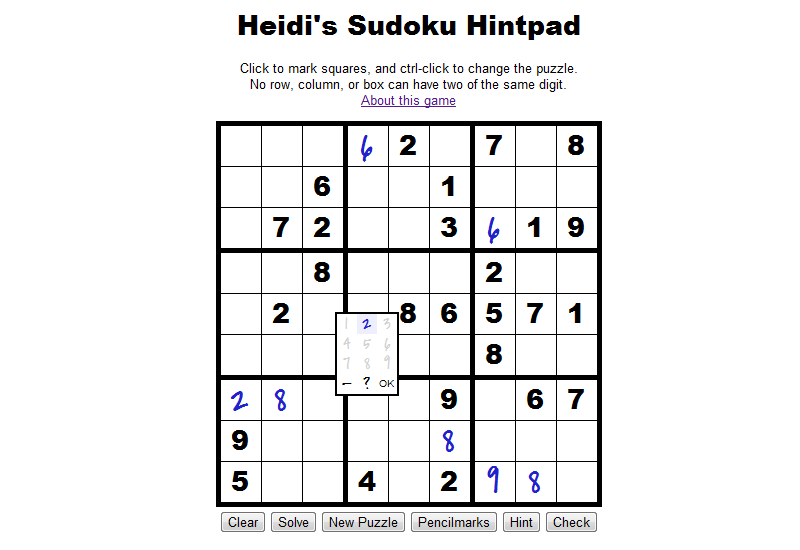 Heidi's Sudoku Hintpad
Click to mark squares, and ctrl-click to change the puzzle.
No row, column, or box can have two of the same digit.
About this game
6 2 7 8
6 1
7 2 3 6 1 9
8 2
2 8 6 5 7 1
1 2 3
4 5 6
7 8 9
– ? OK
8
2 8 9 6 7
9 8
5 4 2 9 8
Clear Solve New Puzzle Pencilmarks Hint Check